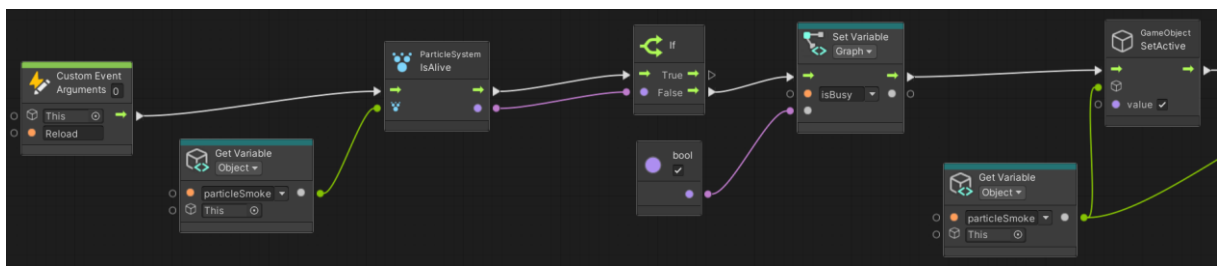 Custom Event
Arguments 0
This
Reload
Get Variable
Object
particleSmoke
This
ParticleSystem
IsAlive
If
True
False
bool
Set Variable
Graph
isBusy
Get Variable
Object
particleSmoke
This
GameObject
SetActive
value